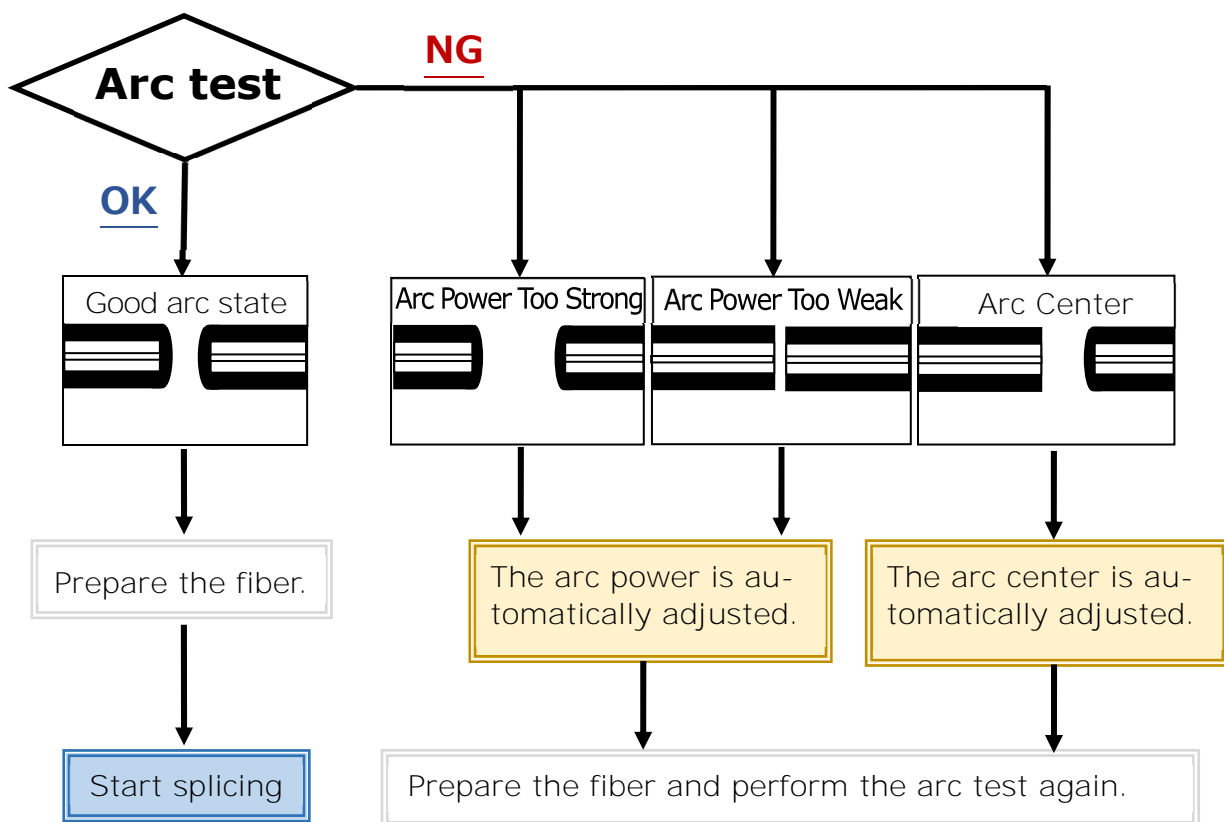 Arc test
NG
OK
Good arc state
Arc Power Too Strong
Arc Power Too Weak
Arc Center
Prepare the fiber.
The arc power is au-
tomatically adjusted.
The arc center is au-
tomatically adjusted.
Start splicing
Prepare the fiber and perform the arc test again.